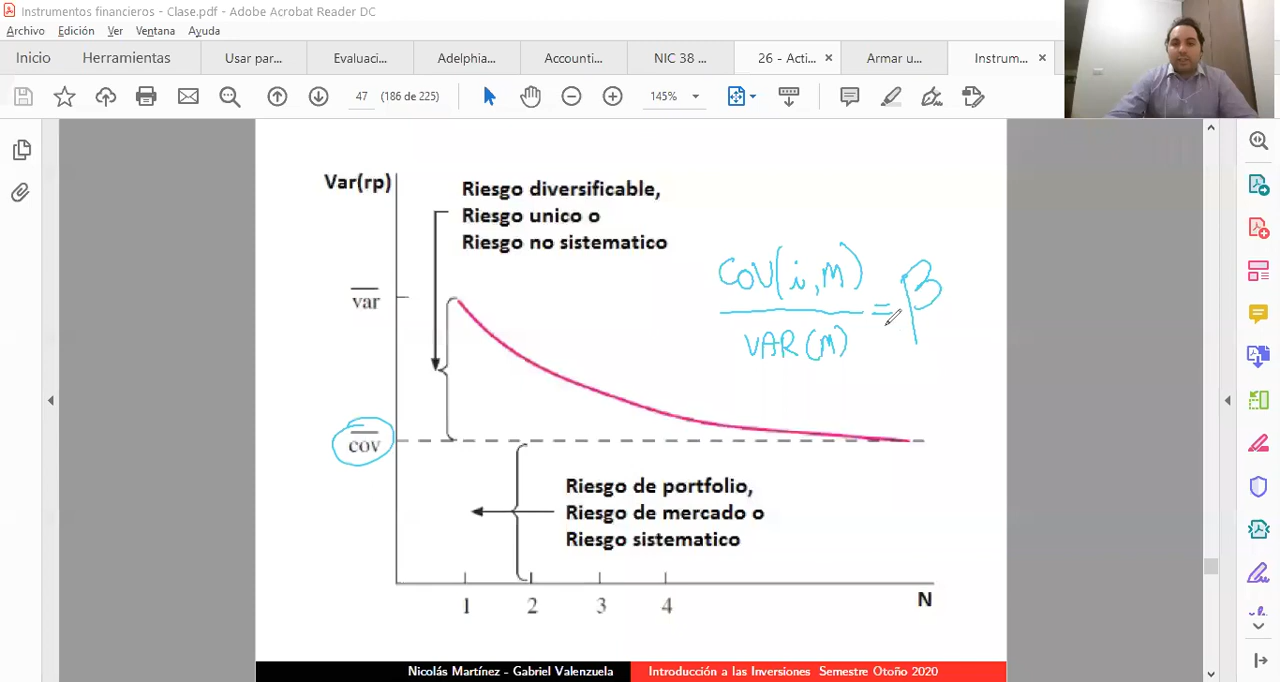 Instrumentos financieros - Clase.pdf - Adobe Acrobat Reader DC
Archivo Edición Ver Ventana Ayuda
Inicio Herramientas Usar par... Evaluaci... Adelphia... Accounti... NIC 38 ... 26 - Acti... × Armar u... Instrum... ×
47 (186 de 225) 145%
Var(rp)
Riesgo diversificable,
Riesgo unico o
Riesgo no sistematico
COV(i,M)
= β
VAR(M)
var
cov
Riesgo de portfolio,
Riesgo de mercado o
Riesgo sistematico
1 2 3 4 N
Nicolás Martínez - Gabriel Valenzuela Introducción a las Inversiones Semestre Otoño 2020